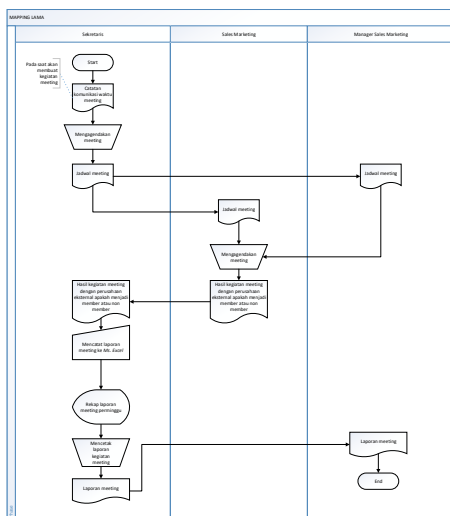 MAPPING LAMA
Sekretaris
Sales Marketing
Manager Sales Marketing
Pada saat akan
membuat
kegiatan
meeting
Start
Catatan
komunikasi waktu
meeting
Mengagendakan
meeting
Jadwal meeting
Jadwal meeting
Jadwal meeting
Mengagendakan
meeting
Hasil kegiatan meeting
dengan perusahaan
eksternal apakah menjadi
member atau non
member
Hasil kegiatan meeting
dengan perusahaan
eksternal apakah menjadi
member atau non
member
Mencatat laporan
meeting ke Ms. Excel
Rekap laporan
meeting perminggu
Mencetak
laporan
kegiatan
meeting
Laporan meeting
Laporan meeting
End